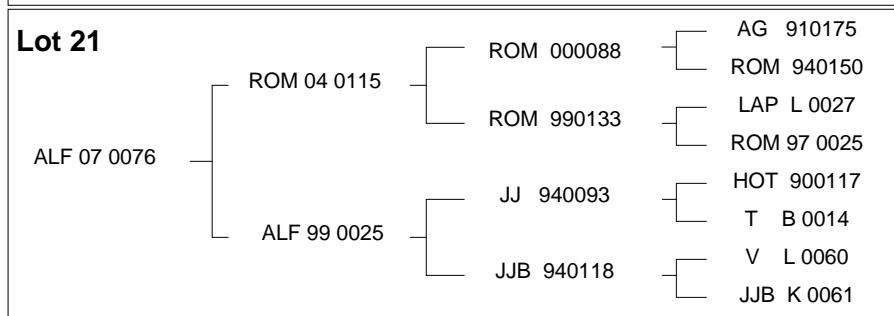 Lot 21
AG 910175
ROM 000088
ROM 940150
ROM 04 0115
LAP L 0027
ROM 990133
ROM 97 0025
ALF 07 0076
HOT 900117
JJ 940093
T B 0014
ALF 99 0025
V L 0060
JJB 940118
JJB K 0061